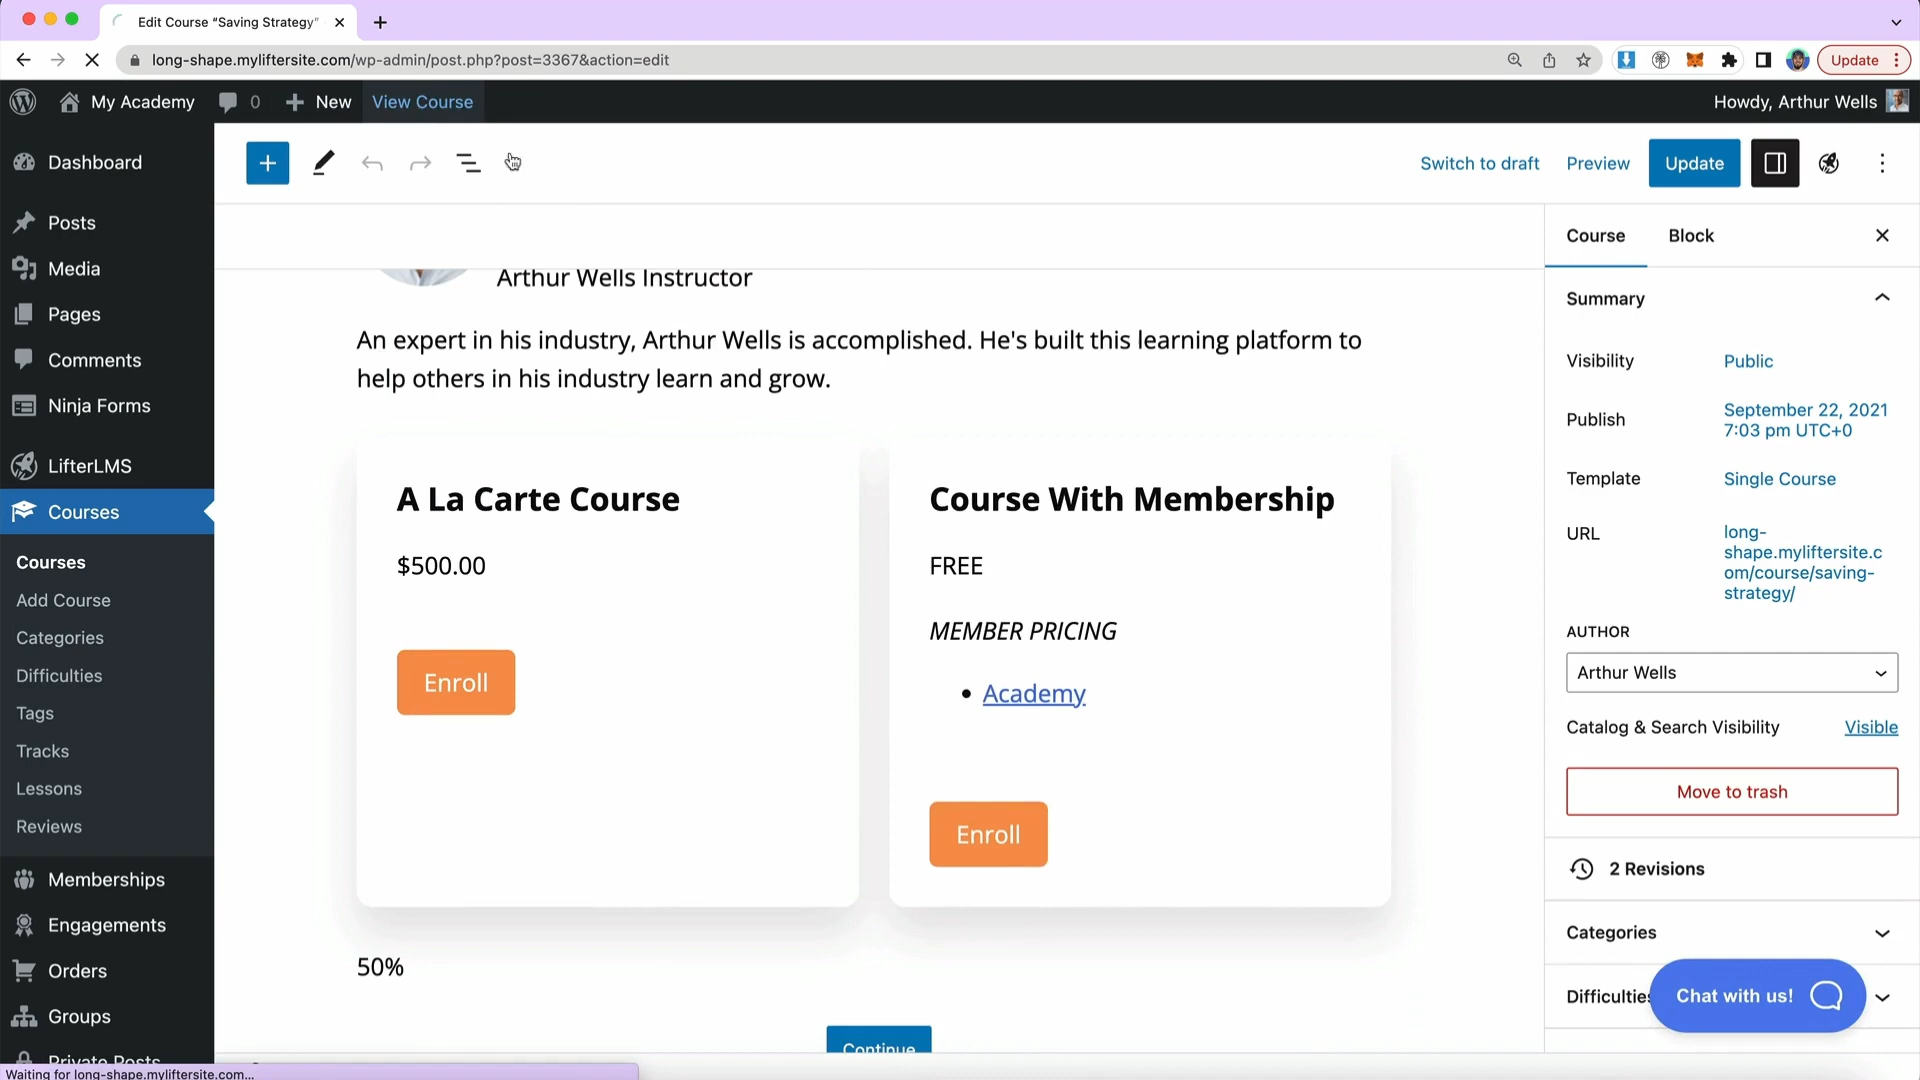 Edit Course “Saving Strategy”
long-shape.myliftersite.com/wp-admin/post.php?post=3367&action=edit
Update
My Academy
0
New
View Course
Howdy, Arthur Wells
Dashboard
Posts
Media
Pages
Comments
Ninja Forms
LifterLMS
Courses
Courses
Add Course
Categories
Difficulties
Tags
Tracks
Lessons
Reviews
Memberships
Engagements
Orders
Groups
Private Posts
Waiting for long-shape.myliftersite.com...
Switch to draft
Preview
Update
Arthur Wells Instructor
An expert in his industry, Arthur Wells is accomplished. He's built this learning platform to
help others in his industry learn and grow.
A La Carte Course
$500.00
Enroll
Course With Membership
FREE
MEMBER PRICING
Academy
Enroll
50%
Continue
Course
Block
Summary
Visibility
Public
Publish
September 22, 2021
7:03 pm UTC+0
Template
Single Course
URL
long-
shape.myliftersite.c
om/course/saving-
strategy/
AUTHOR
Arthur Wells
Catalog & Search Visibility
Visible
Move to trash
2 Revisions
Categories
Difficulties
Chat with us!